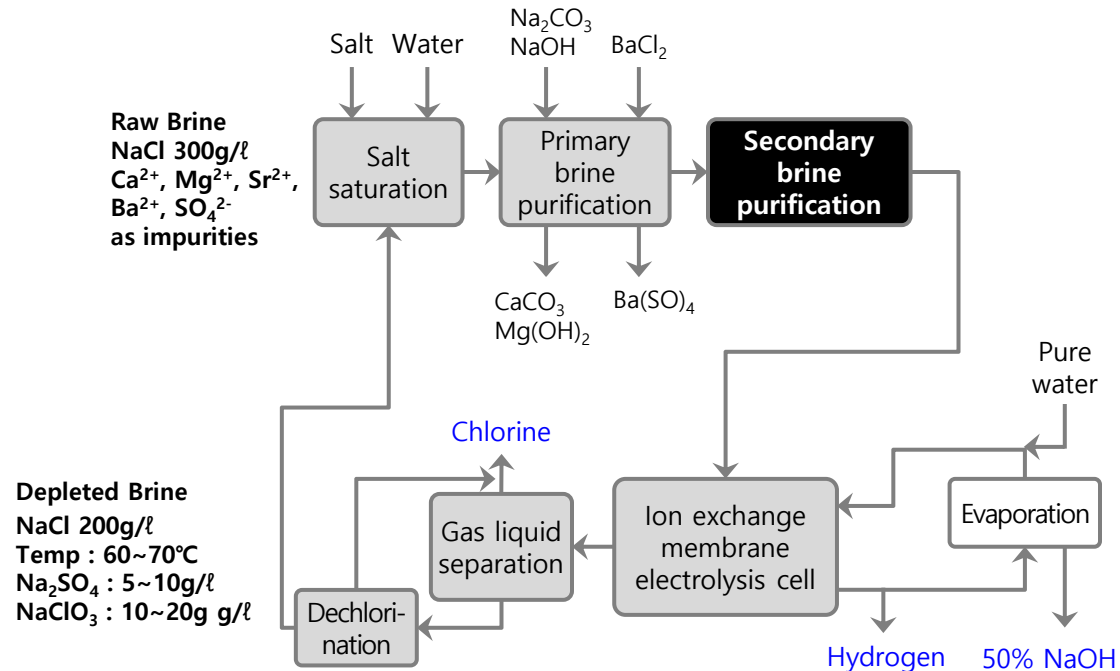 Na₂CO₃
NaOH
BaCl₂
Salt
Water
Raw Brine
NaCl 300g/ℓ
Ca²⁺, Mg²⁺, Sr²⁺,
Ba²⁺, SO₄²⁻
as impurities
Salt
saturation
Primary
brine
purification
Secondary
brine
purification
CaCO₃
Mg(OH)₂
Ba(SO)₄
Pure
water
Chlorine
Depleted Brine
NaCl 200g/ℓ
Temp : 60~70℃
Na₂SO₄ : 5~10g/ℓ
NaClO₃ : 10~20g g/ℓ
Gas liquid
separation
Ion exchange
membrane
electrolysis cell
Evaporation
Dechlori-
nation
Hydrogen
50% NaOH